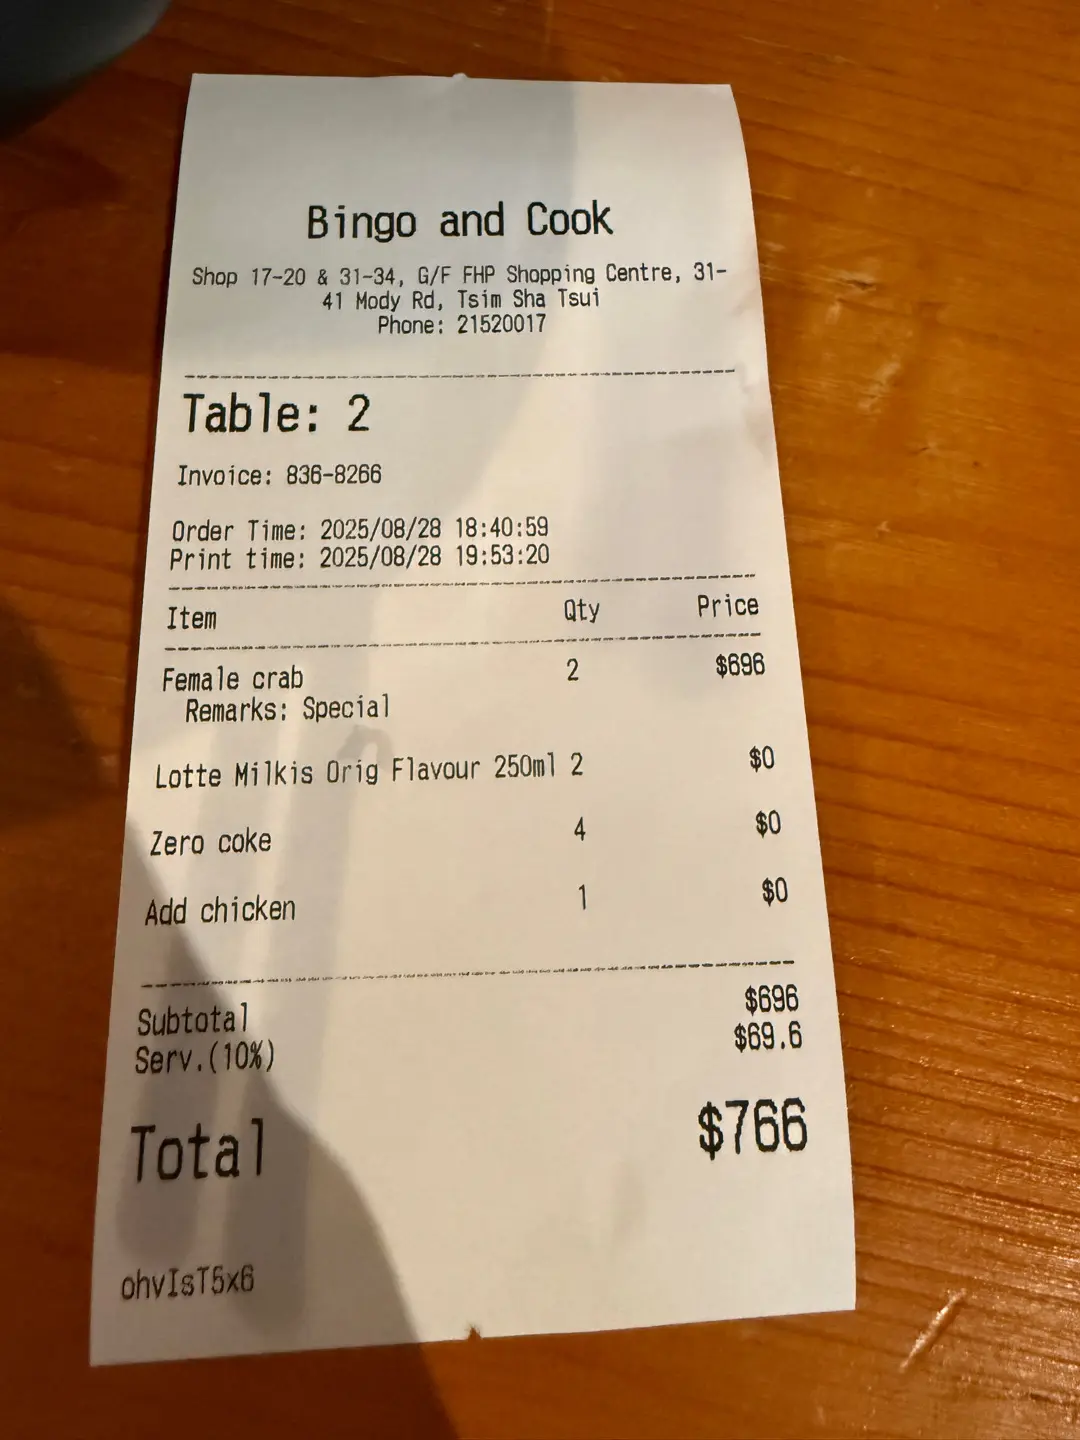 Bingo and Cook
Shop 17-20 & 31-34, G/F FHP Shopping Centre, 31-
41 Mody Rd, Tsim Sha Tsui
Phone: 21520017
Table: 2
Invoice: 836-8266
Order Time: 2025/08/28 18:40:59
Print time: 2025/08/28 19:53:20
Item Qty Price
Female crab 2 $696
Remarks: Special
Lotte Milkis Orig Flavour 250ml 2 $0
Zero coke 4 $0
Add chicken 1 $0
Subtotal $696
Serv.(10%) $69.6
Total $766
ohvIsT5x6